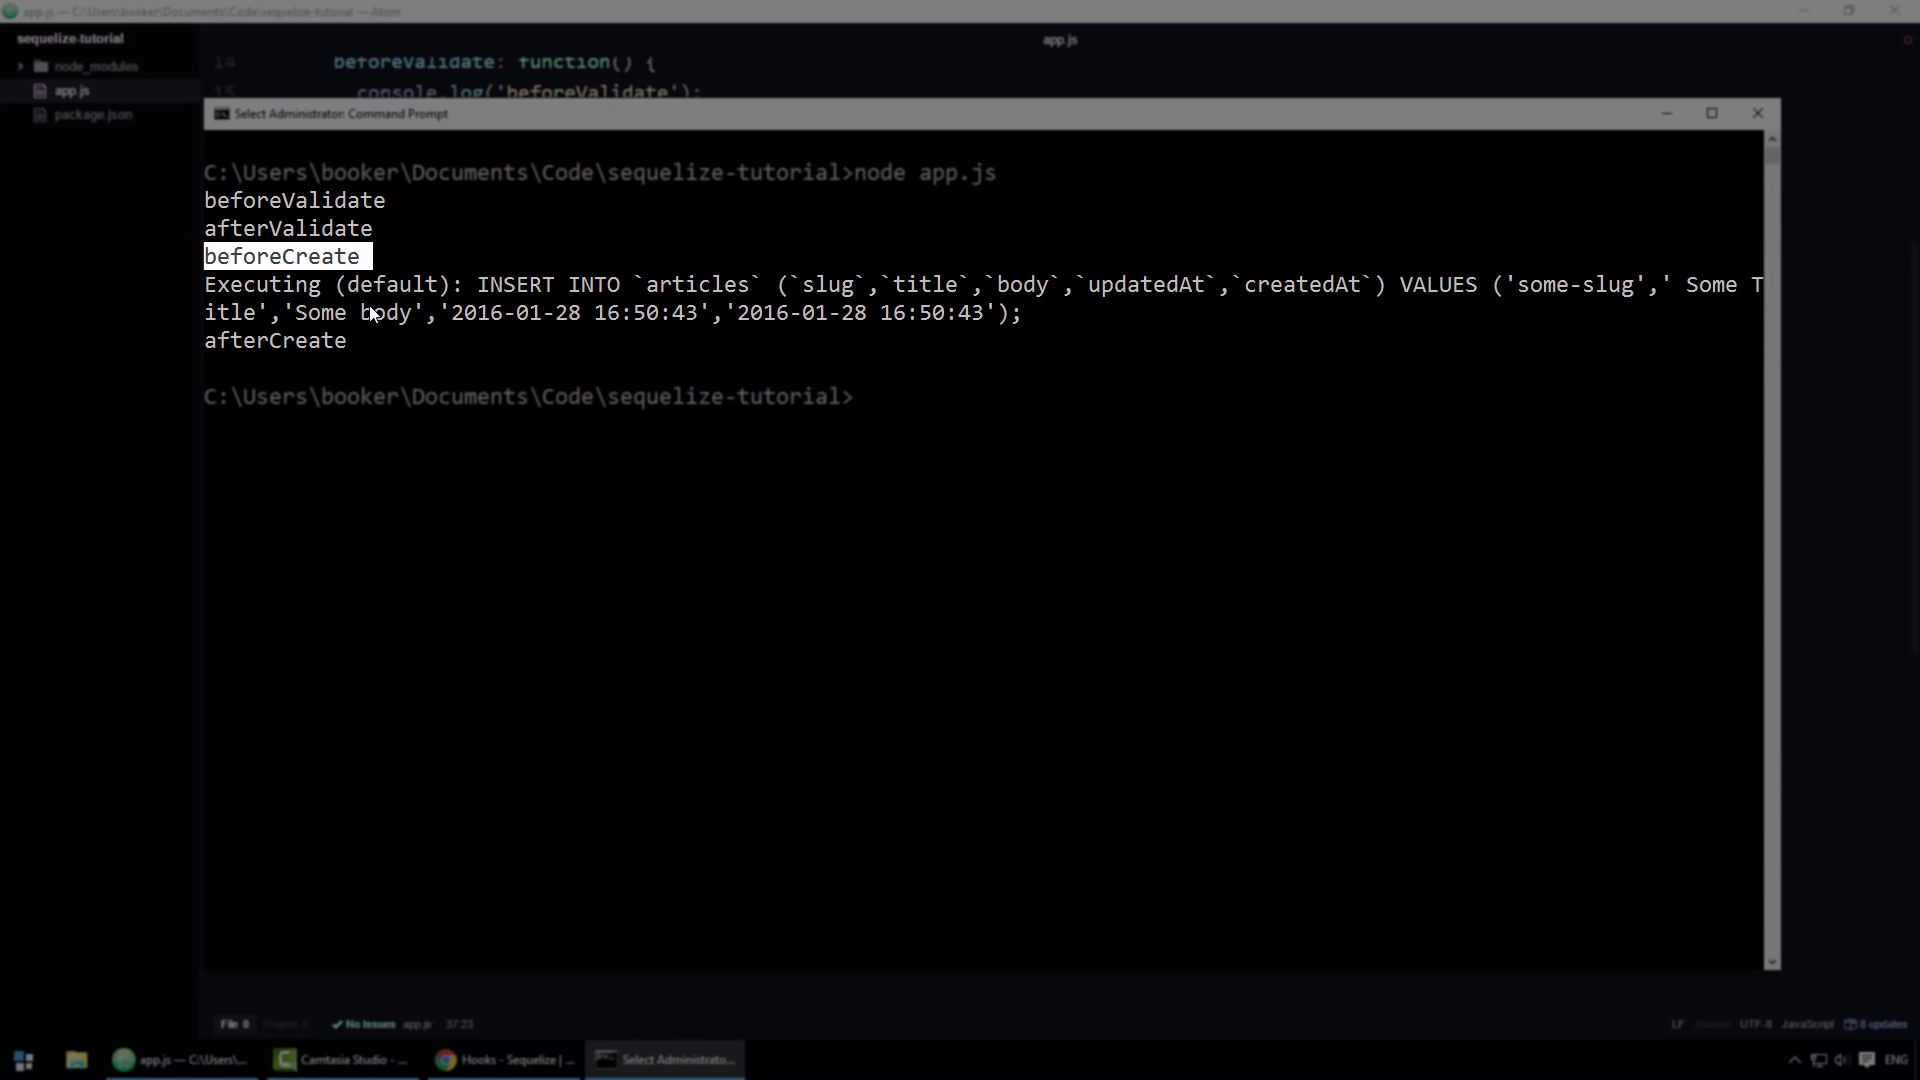 app.js — C:\Users\booker\Documents\Code\sequelize-tutorial — Atom
sequelize-tutorial
node_modules
app.js
package.json
app.js
14 beforeValidate: function() {
15 console.log('beforeValidate');
Select Administrator: Command Prompt
C:\Users\booker\Documents\Code\sequelize-tutorial>node app.js
beforeValidate
afterValidate
beforeCreate
Executing (default): INSERT INTO `articles` (`slug`,`title`,`body`,`updatedAt`,`createdAt`) VALUES ('some-slug',' Some T
itle','Some body','2016-01-28 16:50:43','2016-01-28 16:50:43');
afterCreate
C:\Users\booker\Documents\Code\sequelize-tutorial>
File 0 Project 0 No Issues app.js 37:23
LF UTF-8 JavaScript 8 updates
app.js — C:\Users\... Camtasia Studio - ... Hooks - Sequelize | ... Select Administrato... ENG